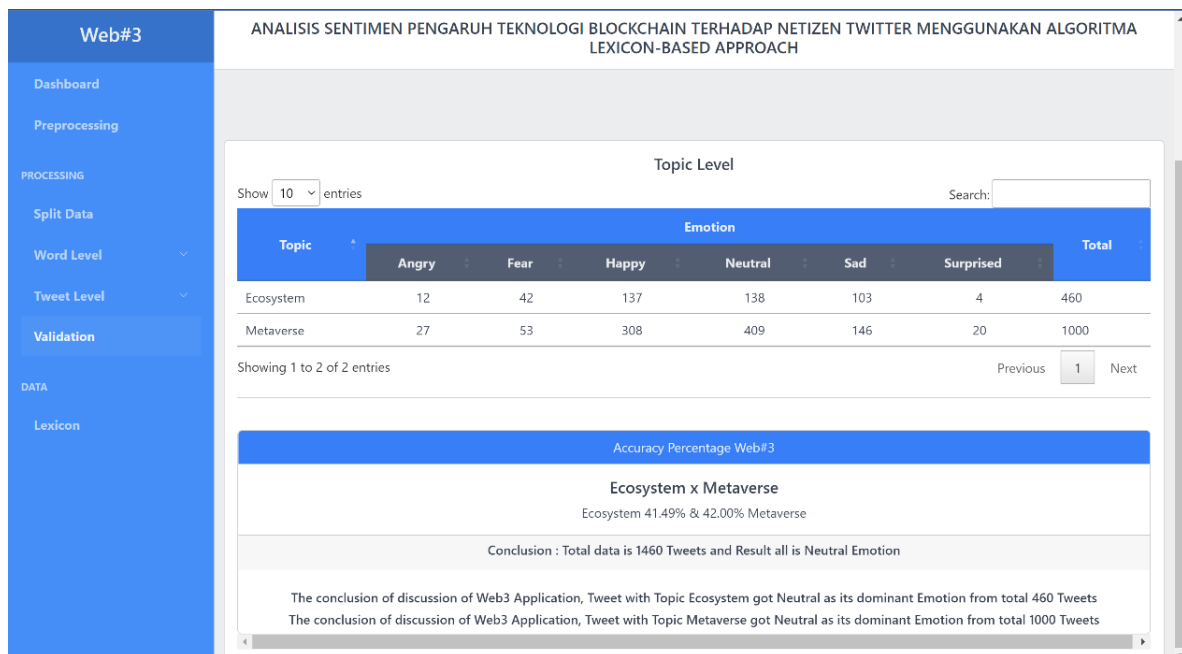 Web#3
Dashboard
Preprocessing
PROCESSING
Split Data
Word Level
Tweet Level
Validation
DATA
Lexicon
ANALISIS SENTIMEN PENGARUH TEKNOLOGI BLOCKCHAIN TERHADAP NETIZEN TWITTER MENGGUNAKAN ALGORITMA
LEXICON-BASED APPROACH
Topic Level
Show 10 entries Search:
Emotion
Topic Total
Angry Fear Happy Neutral Sad Surprised
Ecosystem 12 42 137 138 103 4 460
Metaverse 27 53 308 409 146 20 1000
Showing 1 to 2 of 2 entries Previous 1 Next
Accuracy Percentage Web#3
Ecosystem x Metaverse
Ecosystem 41.49% & 42.00% Metaverse
Conclusion : Total data is 1460 Tweets and Result all is Neutral Emotion
The conclusion of discussion of Web3 Application, Tweet with Topic Ecosystem got Neutral as its dominant Emotion from total 460 Tweets
The conclusion of discussion of Web3 Application, Tweet with Topic Metaverse got Neutral as its dominant Emotion from total 1000 Tweets